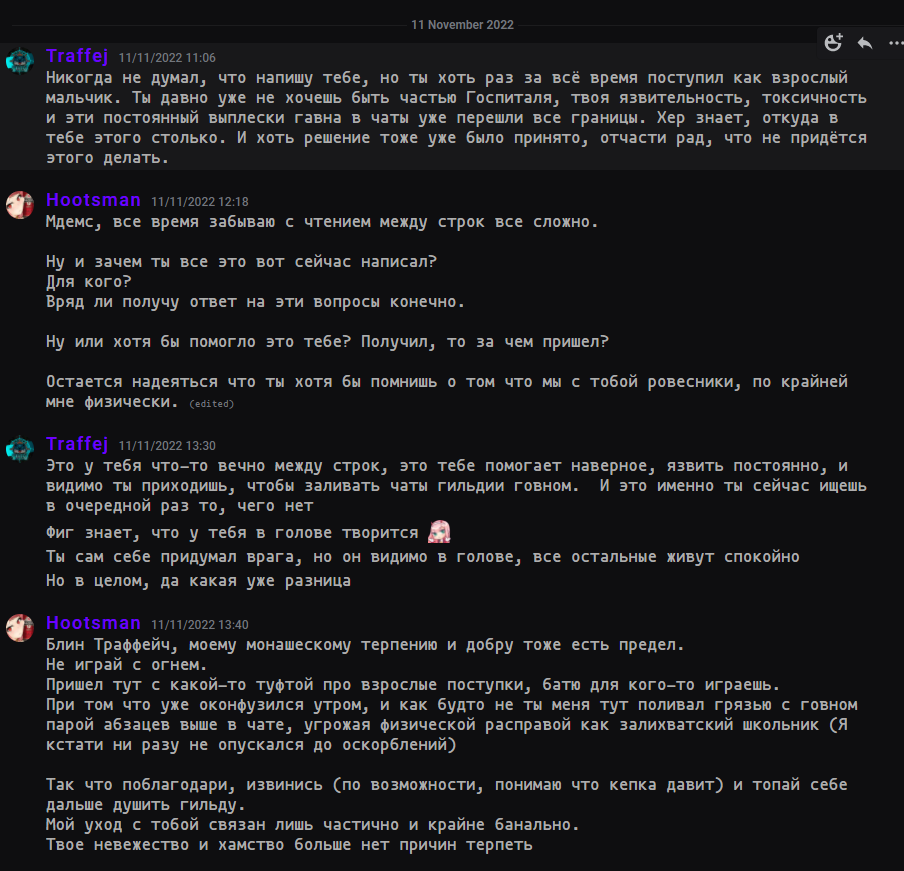 11 November 2022
Traffej 11/11/2022 11:06
Никогда не думал, что напишу тебе, но ты хоть раз за всё время поступил как взрослый
мальчик. Ты давно уже не хочешь быть частью Госпиталя, твоя язвительность, токсичность
и эти постоянный выплески гавна в чаты уже перешли все границы. Хер знает, откуда в
тебе этого столько. И хоть решение тоже уже было принято, отчасти рад, что не придётся
этого делать.
Hootsman 11/11/2022 12:18
Мдемс, все время забываю с чтением между строк все сложно.
Ну и зачем ты все это вот сейчас написал?
Для кого?
Вряд ли получу ответ на эти вопросы конечно.
Ну или хотя бы помогло это тебе? Получил, то за чем пришел?
Остается надеяться что ты хотя бы помнишь о том что мы с тобой ровесники, по крайней
мне физически. (edited)
Traffej 11/11/2022 13:30
Это у тебя что-то вечно между строк, это тебе помогает наверное, язвить постоянно, и
видимо ты приходишь, чтобы заливать чаты гильдии говном. И это именно ты сейчас ищешь
в очередной раз то, чего нет
Фиг знает, что у тебя в голове творится
Ты сам себе придумал врага, но он видимо в голове, все остальные живут спокойно
Но в целом, да какая уже разница
Hootsman 11/11/2022 13:40
Блин Траффейч, моему монашескому терпению и добру тоже есть предел.
Не играй с огнем.
Пришел тут с какой-то туфтой про взрослые поступки, батю для кого-то играешь.
При том что уже оконфузился утром, и как будто не ты меня тут поливал грязью с говном
парой абзацев выше в чате, угрожая физической расправой как залихватский школьник (Я
кстати ни разу не опускался до оскорблений)
Так что поблагодари, извинись (по возможности, понимаю что кепка давит) и топай себе
дальше душить гильду.
Мой уход с тобой связан лишь частично и крайне банально.
Твое невежество и хамство больше нет причин терпеть